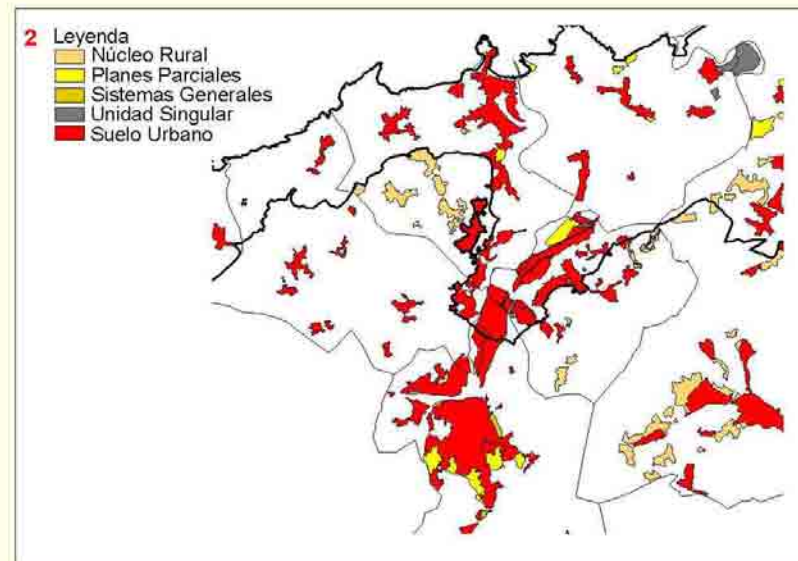 2 Leyenda
Núcleo Rural
Planes Parciales
Sistemas Generales
Unidad Singular
Suelo Urbano